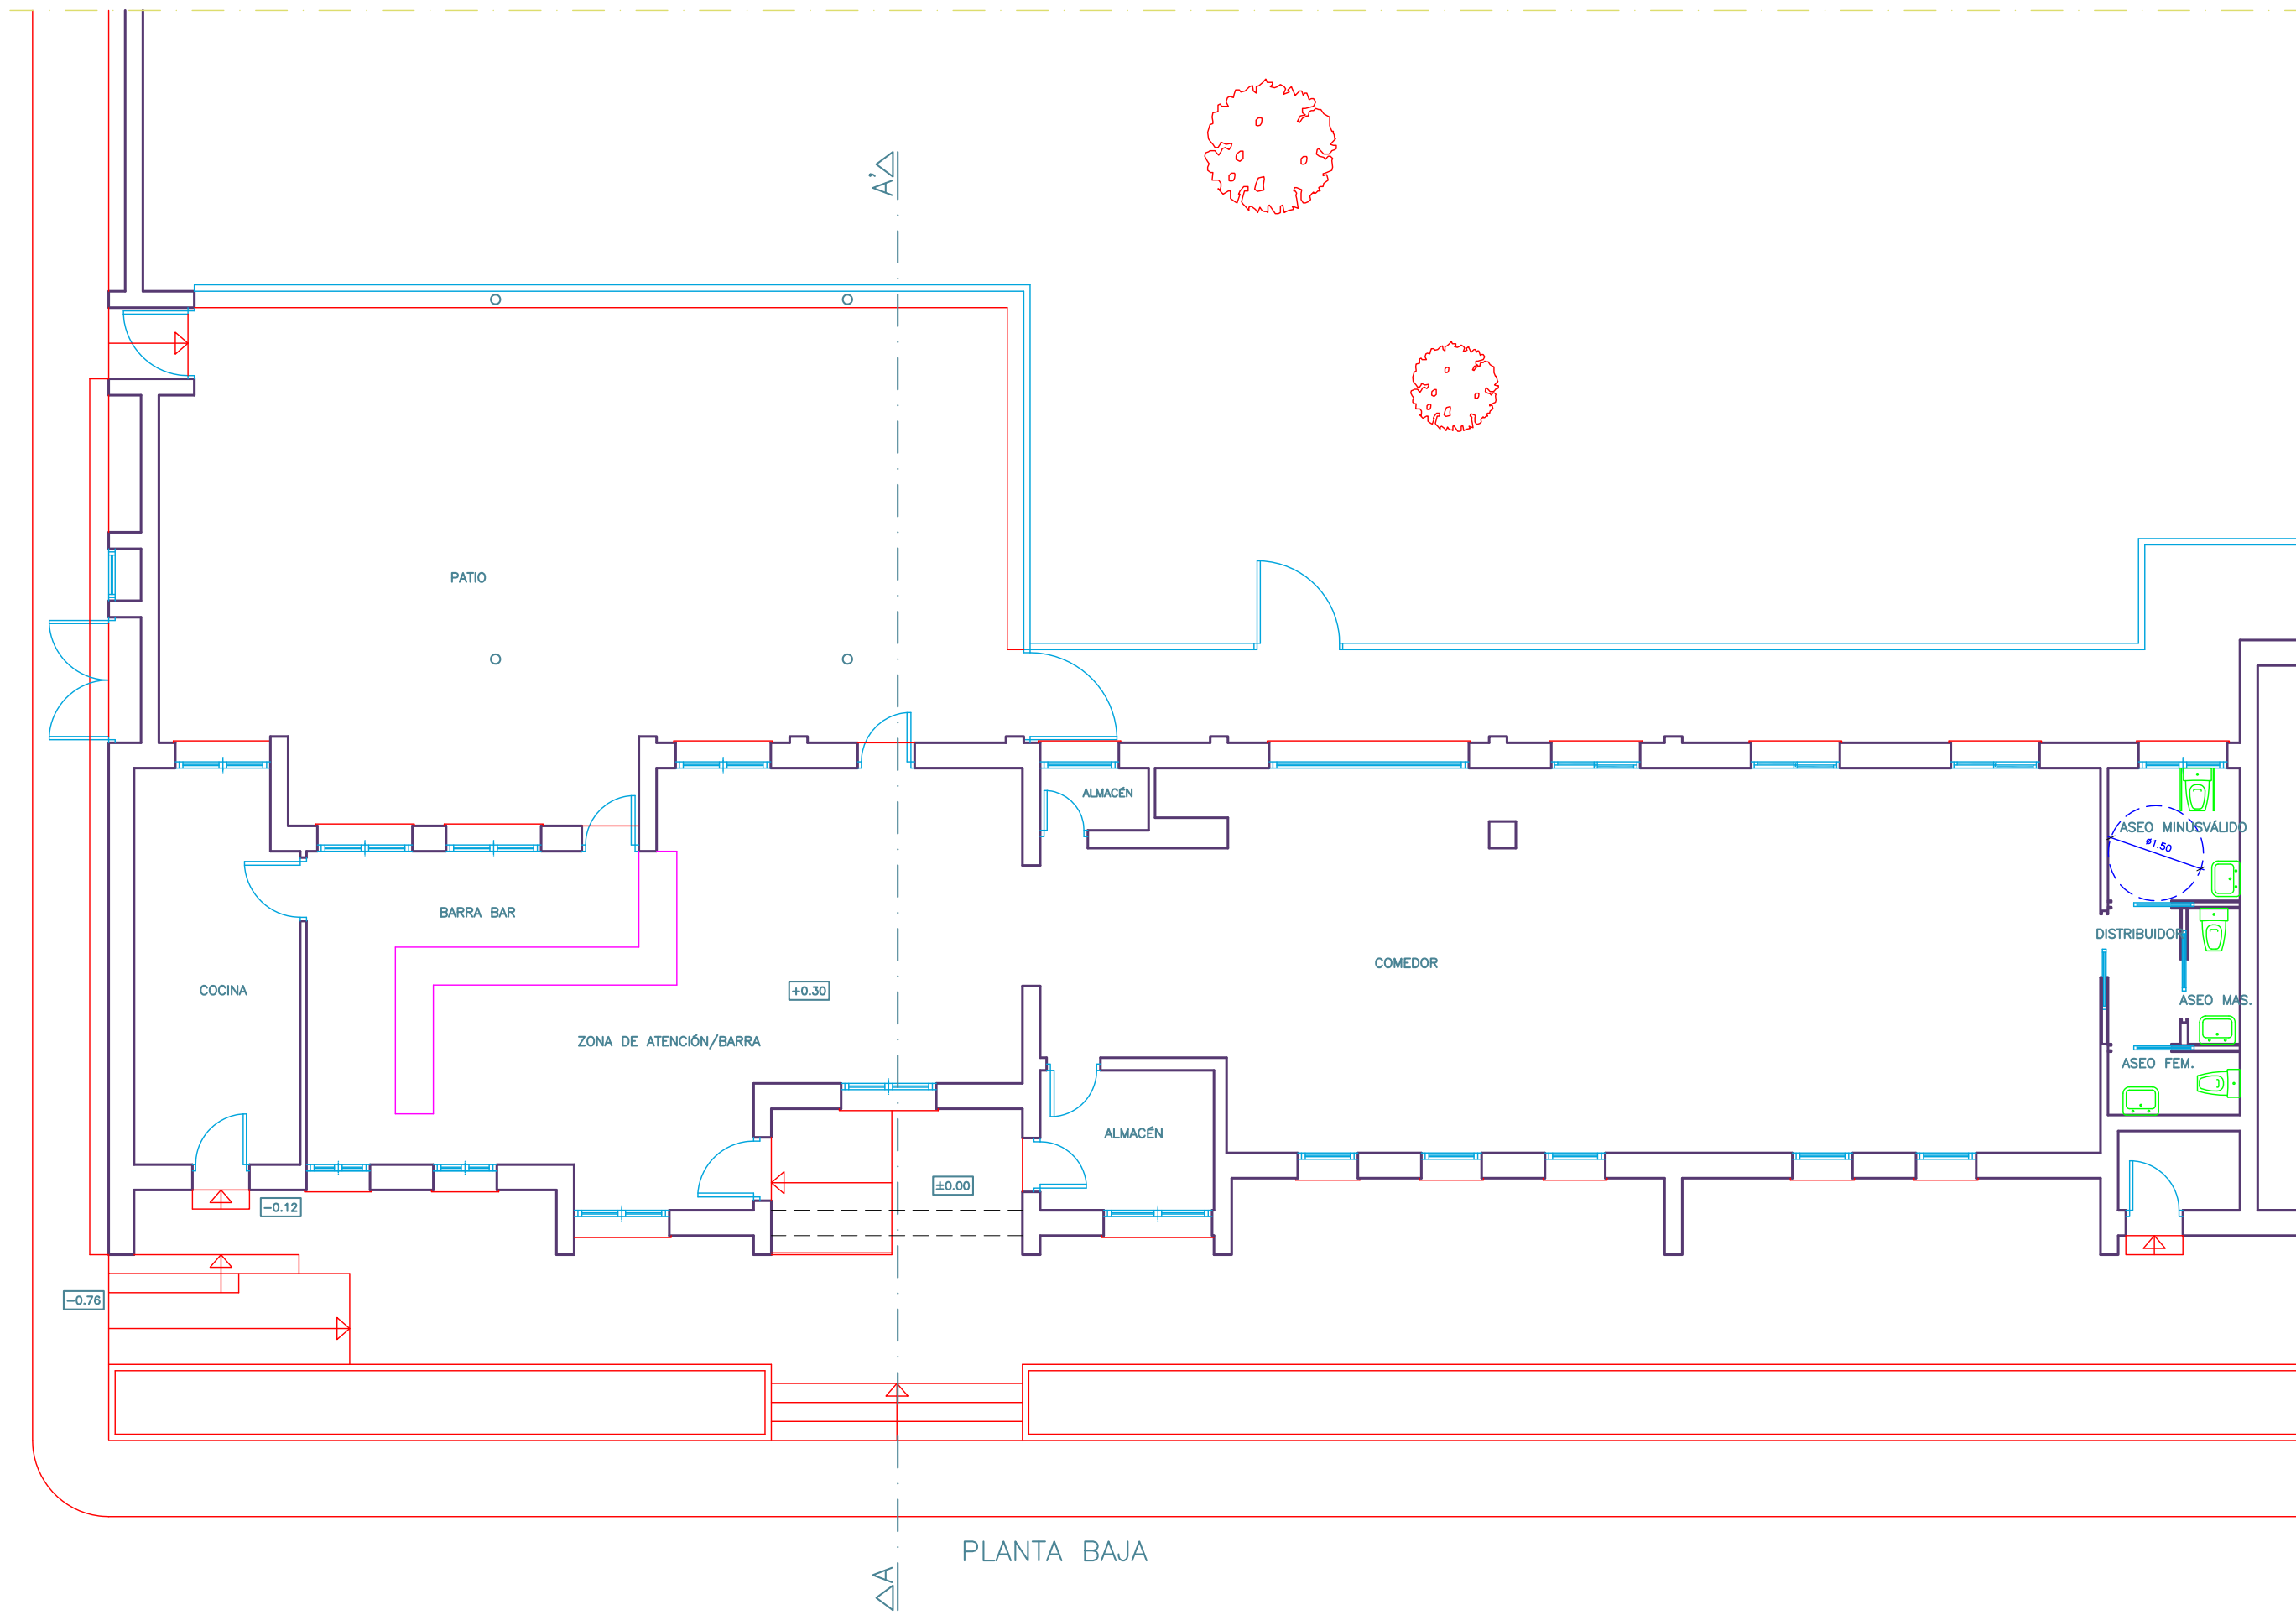 A'
PATIO
ALMACÉN
ASEO MINUSVÁLIDO
ø1.50
BARRA BAR
DISTRIBUIDOR
COMEDOR
COCINA
+0.30
ASEO MAS.
ZONA DE ATENCIÓN/BARRA
ASEO FEM.
ALMACÉN
±0.00
-0.12
-0.76
PLANTA BAJA
A